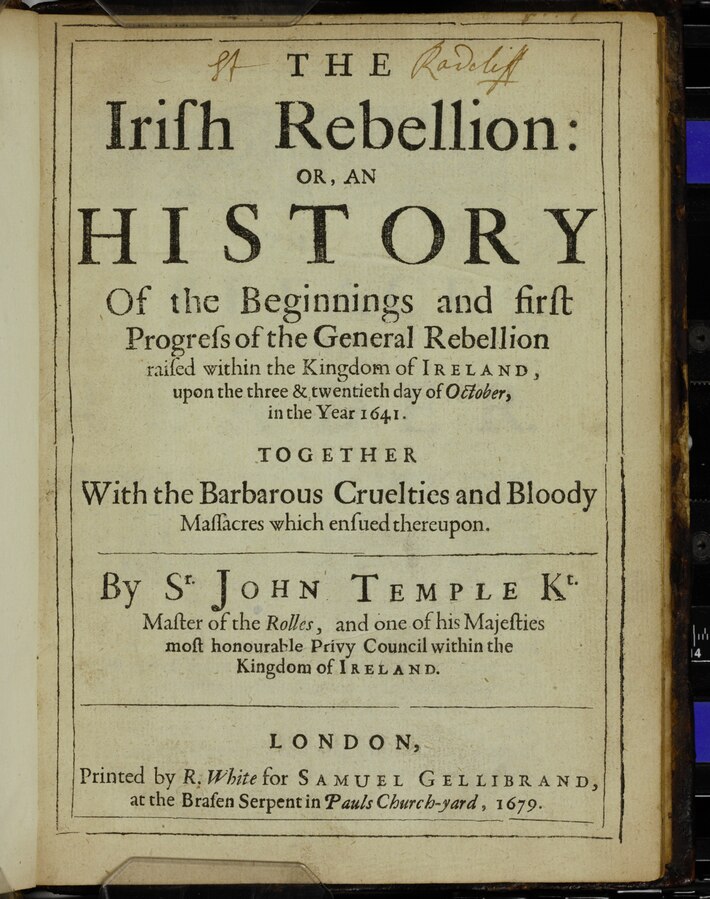 St THE Radcliff
Iriſh Rebellion:
OR, AN
HISTORY
Of the Beginnings and firſt
Progreſs of the General Rebellion
raiſed within the Kingdom of IRELAND,
upon the three & twentieth day of October,
in the Year 1641.
TOGETHER
With the Barbarous Cruelties and Bloody
Maſſacres which enſued thereupon.
By Sr. JOHN TEMPLE Kt.
Maſter of the Rolles, and one of his Majeſties
moſt honourable Privy Council within the
Kingdom of IRELAND.
LONDON,
Printed by R. White for SAMUEL GELLIBRAND,
at the Braſen Serpent in Pauls Church-yard, 1679.
4